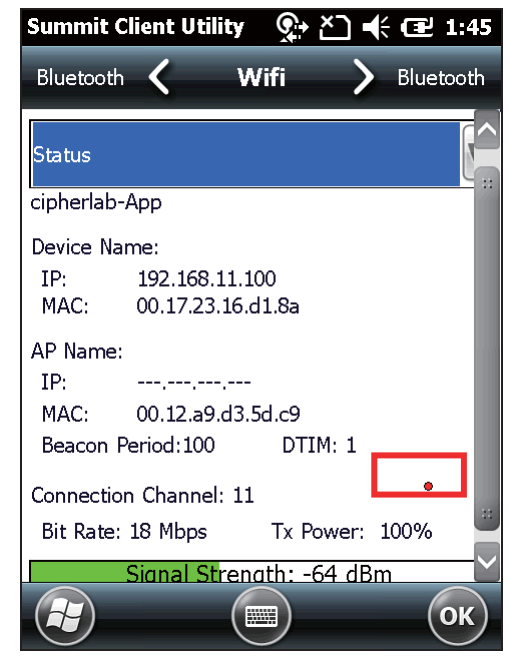 Summit Client Utility 1:45
Bluetooth Wifi Bluetooth
Status
cipherlab-App
Device Name:
IP: 192.168.11.100
MAC: 00.17.23.16.d1.8a
AP Name:
IP: ---.---.---.---
MAC: 00.12.a9.d3.5d.c9
Beacon Period:100 DTIM: 1
Connection Channel: 11
Bit Rate: 18 Mbps Tx Power: 100%
Signal Strength: -64 dBm
OK